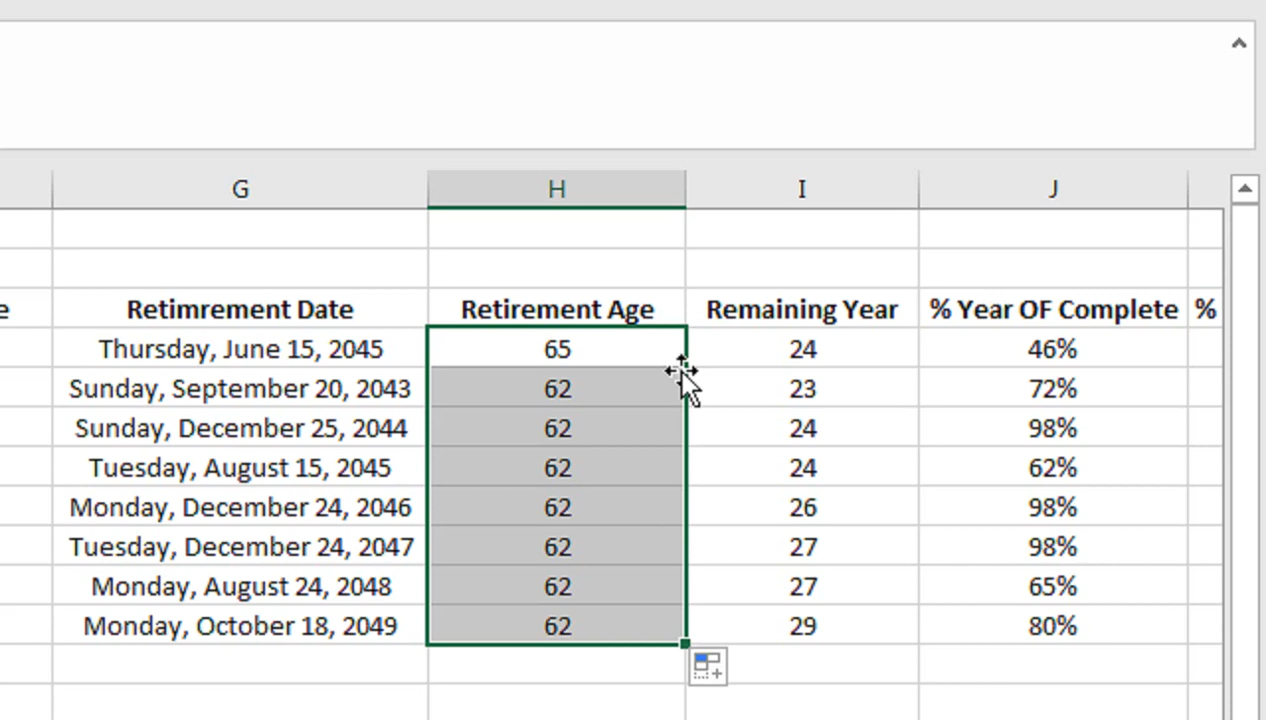 G H I J
e Retimrement Date Retirement Age Remaining Year % Year OF Complete %
Thursday, June 15, 2045 65 24 46%
Sunday, September 20, 2043 62 23 72%
Sunday, December 25, 2044 62 24 98%
Tuesday, August 15, 2045 62 24 62%
Monday, December 24, 2046 62 26 98%
Tuesday, December 24, 2047 62 27 98%
Monday, August 24, 2048 62 27 65%
Monday, October 18, 2049 62 29 80%